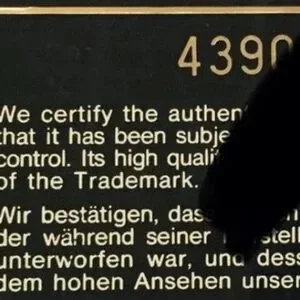 4390
We certify the authen
that it has been subje
control. Its high quali
of the Trademark.
Wir bestätigen, das
der während seiner
unterworfen war, und dess
dem hohen Ansehen unser